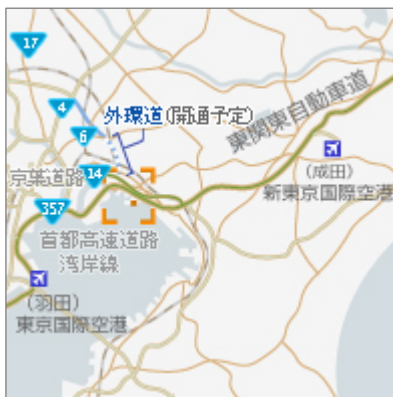 17
4
外環道(開通予定)
6
東関東自動車道
京葉道路
14
(成田)
新東京国際空港
357
首都高速道路
湾岸線
(羽田)
東京国際空港